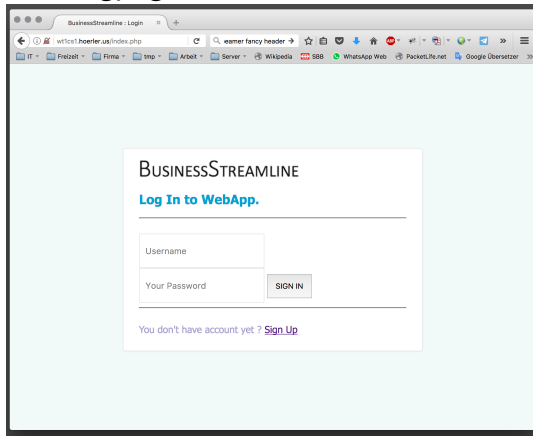 BusinessStreamline : Login
wt1cs1.hoerler.us/index.php
eamer fancy header
IT
Freizeit
Firma
tmp
Arbeit
Server
Wikipedia
SBB
WhatsApp Web
PacketLife.net
Google Übersetzer
BUSINESSSTREAMLINE
Log In to WebApp.
Username
Your Password
SIGN IN
You don't have account yet ? Sign Up